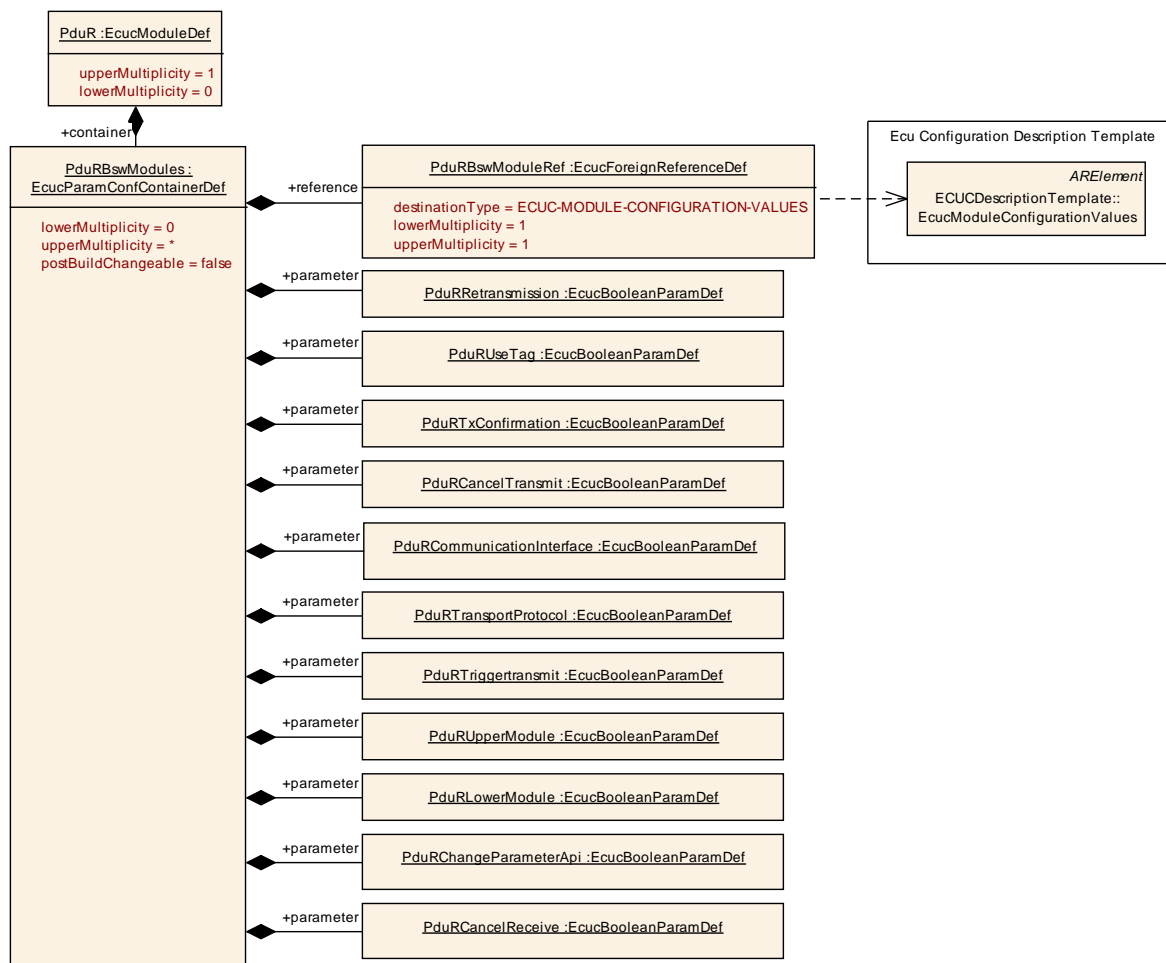 PduR :EcucModuleDef
upperMultiplicity = 1
lowerMultiplicity = 0
+container
PduRBswModules :
EcucParamConfContainerDef
lowerMultiplicity = 0
upperMultiplicity = *
postBuildChangeable = false
+reference
PduRBswModuleRef :EcucForeignReferenceDef
destinationType = ECUC-MODULE-CONFIGURATION-VALUES
lowerMultiplicity = 1
upperMultiplicity = 1
Ecu Configuration Description Template
ARElement
ECUCDescriptionTemplate::
EcucModuleConfigurationValues
+parameter
PduRRetransmission :EcucBooleanParamDef
+parameter
PduRUseTag :EcucBooleanParamDef
+parameter
PduRTxConfirmation :EcucBooleanParamDef
+parameter
PduRCancelTransmit :EcucBooleanParamDef
+parameter
PduRCommunicationInterface :EcucBooleanParamDef
+parameter
PduRTransportProtocol :EcucBooleanParamDef
+parameter
PduRTriggertransmit :EcucBooleanParamDef
+parameter
PduRUpperModule :EcucBooleanParamDef
+parameter
PduRLowerModule :EcucBooleanParamDef
+parameter
PduRChangeParameterApi :EcucBooleanParamDef
+parameter
PduRCancelReceive :EcucBooleanParamDef